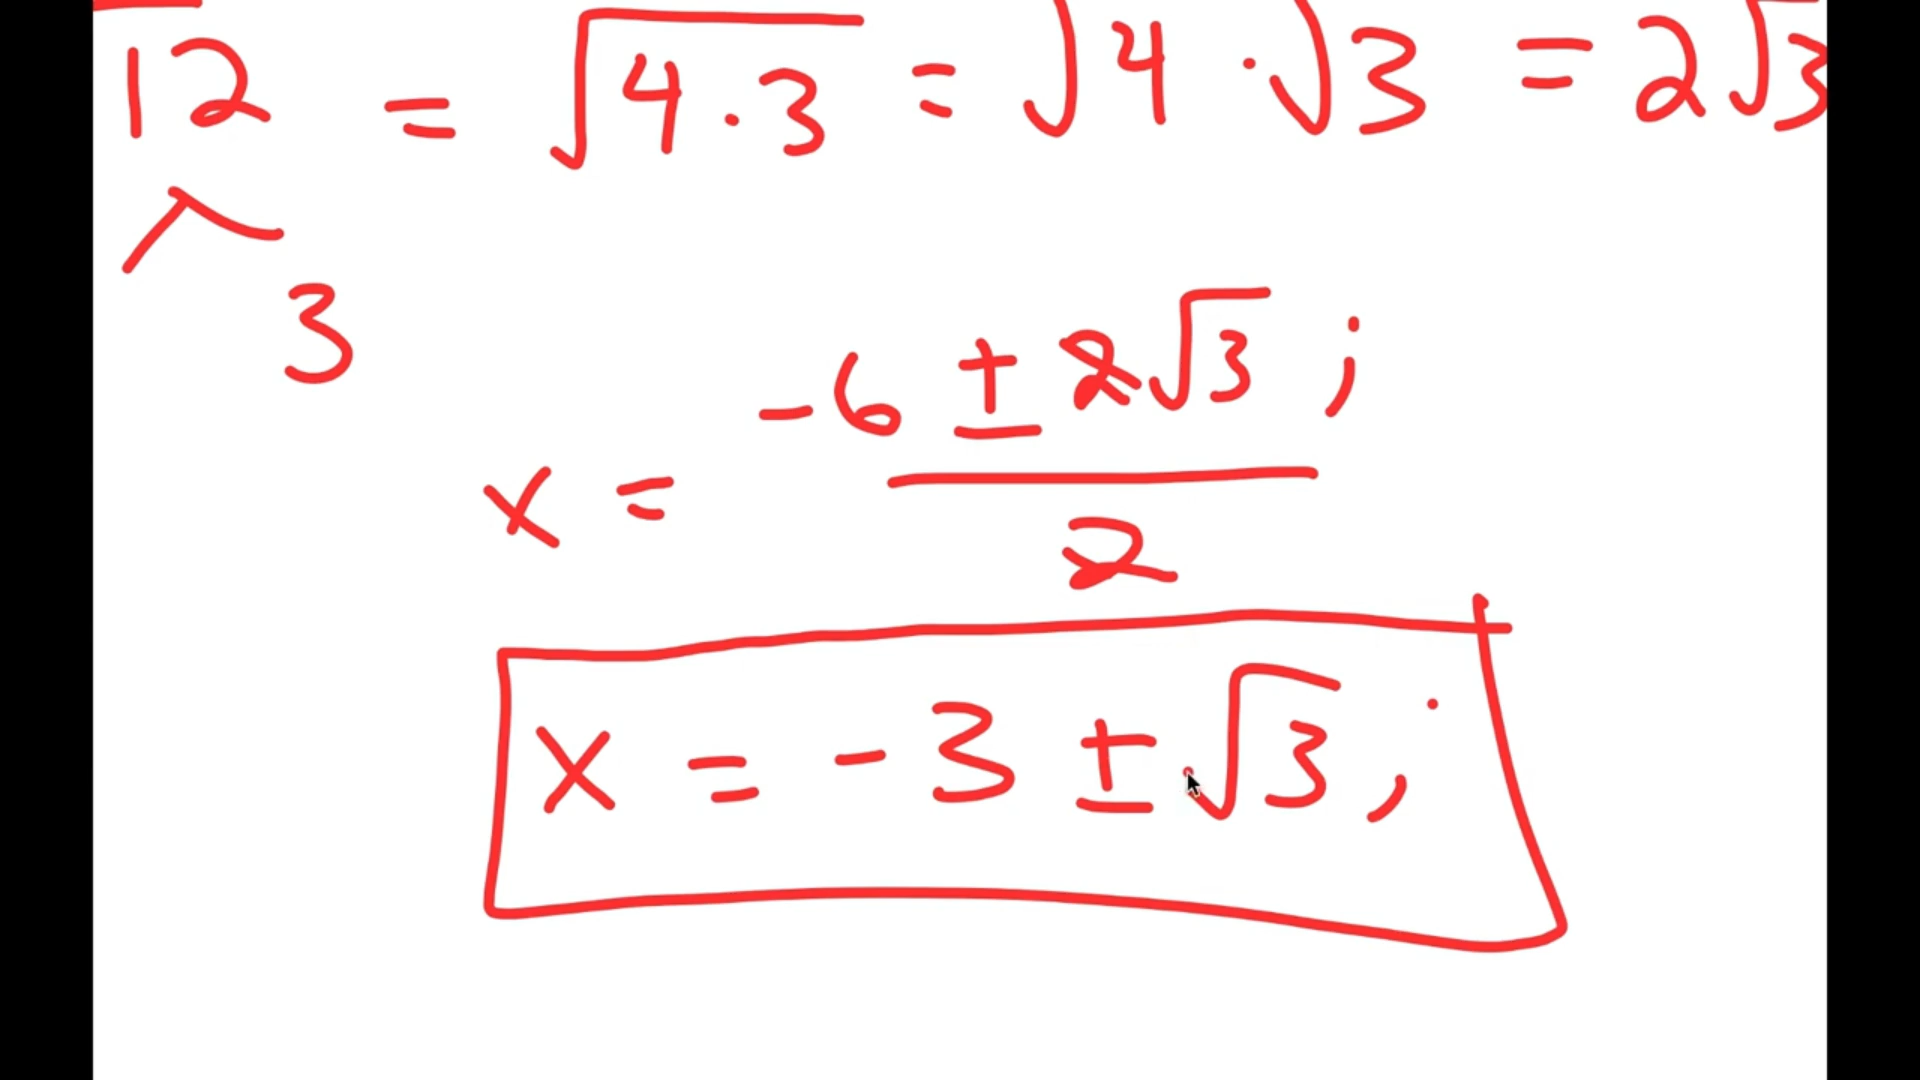 √12 = √4·3 = √4 · √3 = 2√3
3
x = -6 ± 2√3 i / 2
x = -3 ± √3 i